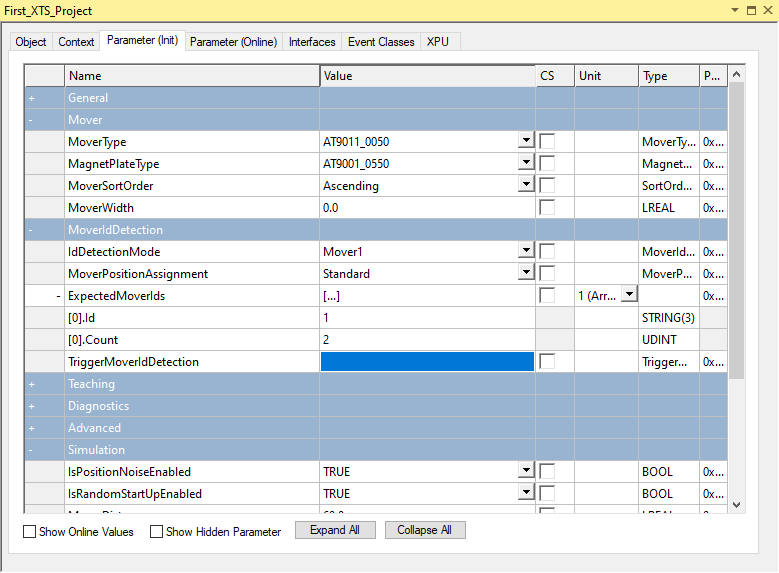 First_XTS_Project
Object Context Parameter (Init) Parameter (Online) Interfaces Event Classes XPU
Name Value CS Unit Type P...
+ General
- Mover
MoverType AT9011_0050 MoverTy... 0x...
MagnetPlateType AT9001_0550 Magnet... 0x...
MoverSortOrder Ascending SortOrd... 0x...
MoverWidth 0.0 LREAL 0x...
- MoverIdDetection
IdDetectionMode Mover1 MoverId... 0x...
MoverPositionAssignment Standard MoverP... 0x...
- ExpectedMoverIds [...] 1 (Arr... 0x...
[0].Id 1 STRING(3)
[0].Count 2 UDINT
TriggerMoverIdDetection Trigger... 0x...
+ Teaching
+ Diagnostics
+ Advanced
- Simulation
IsPositionNoiseEnabled TRUE BOOL 0x...
IsRandomStartUpEnabled TRUE BOOL 0x...
Show Online Values Show Hidden Parameter Expand All Collapse All